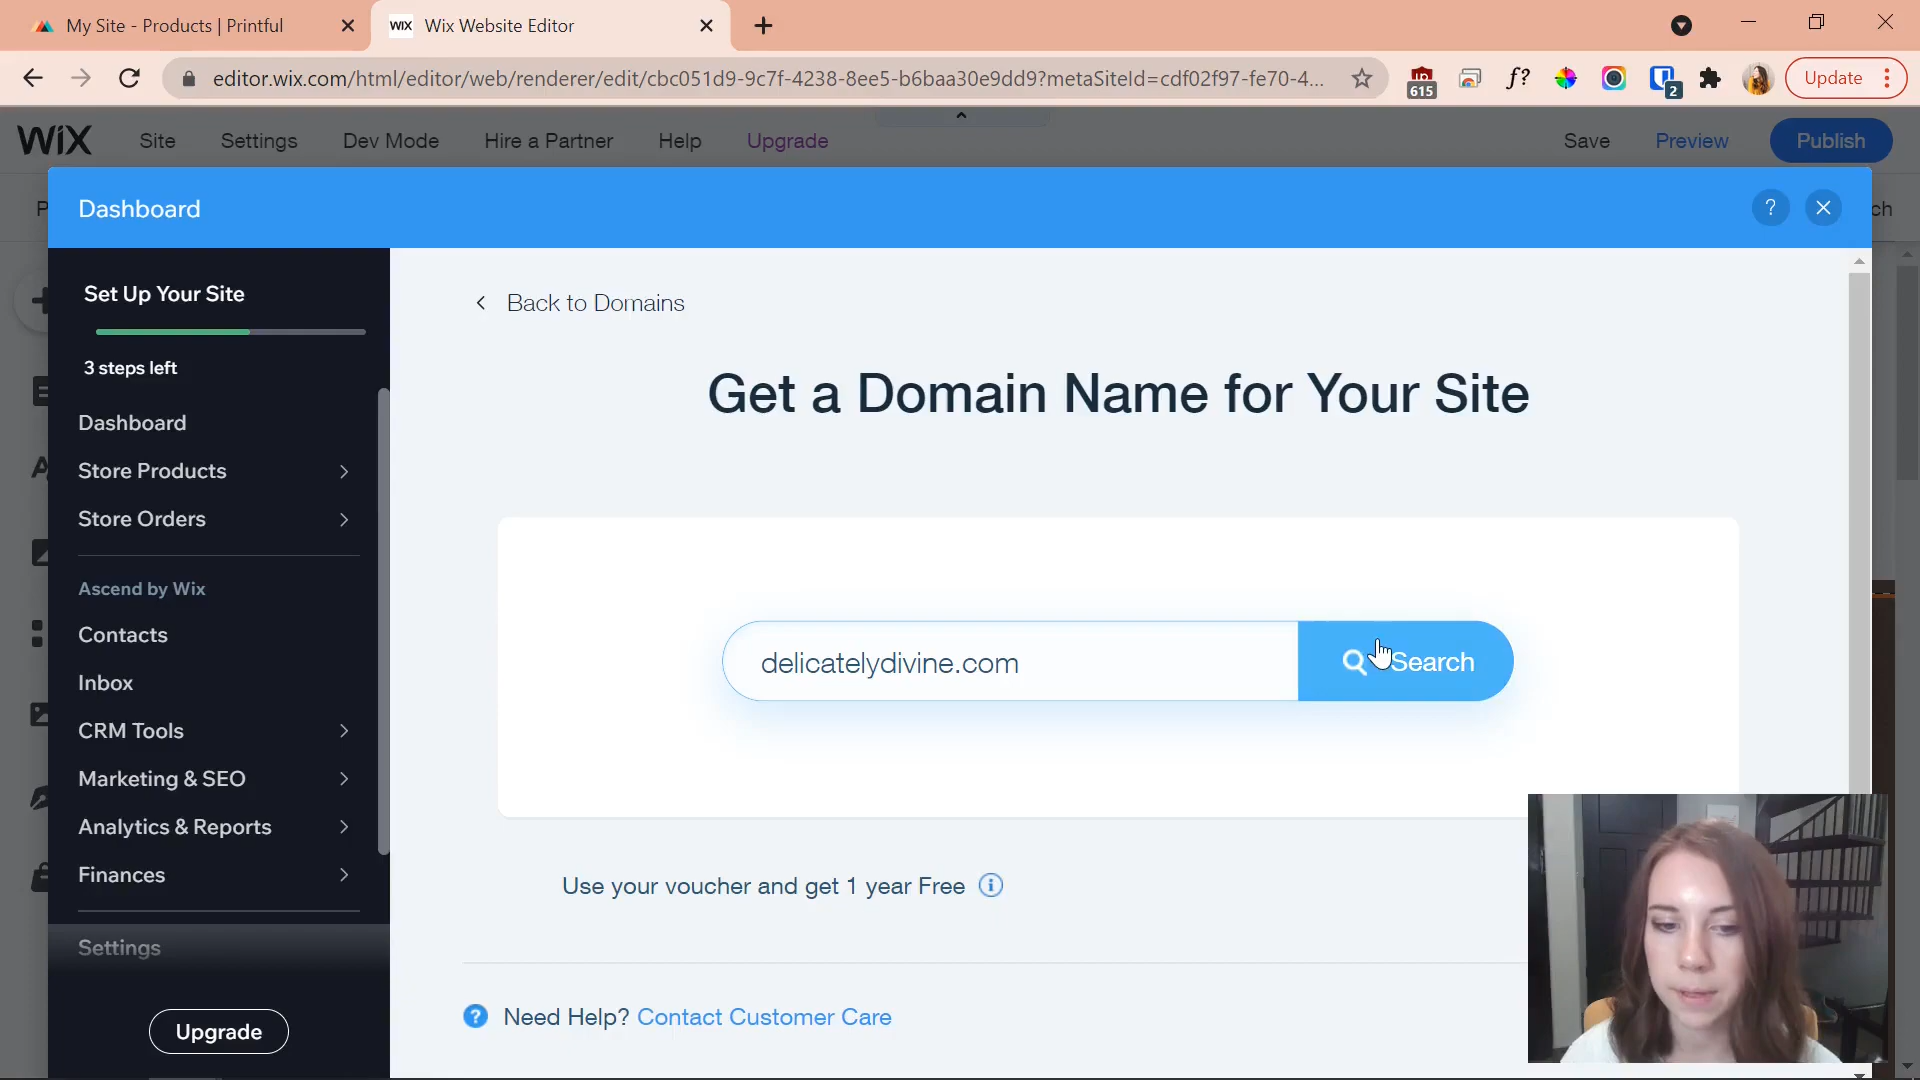 My Site - Products | Printful
WiX Wix Website Editor
editor.wix.com/html/editor/web/renderer/edit/cbc051d9-9c7f-4238-8ee5-b6baa30e9dd9?metaSiteId=cdf02f97-fe70-4...
615
f?
2
Update
WiX Site Settings Dev Mode Hire a Partner Help Upgrade Save Preview Publish
P
Dashboard
?
ch
Set Up Your Site
3 steps left
Dashboard
Store Products
Store Orders
Ascend by Wix
Contacts
Inbox
CRM Tools
Marketing & SEO
Analytics & Reports
Finances
Settings
Upgrade
Back to Domains
Get a Domain Name for Your Site
delicatelydivine.com
Search
Use your voucher and get 1 year Free
Need Help? Contact Customer Care